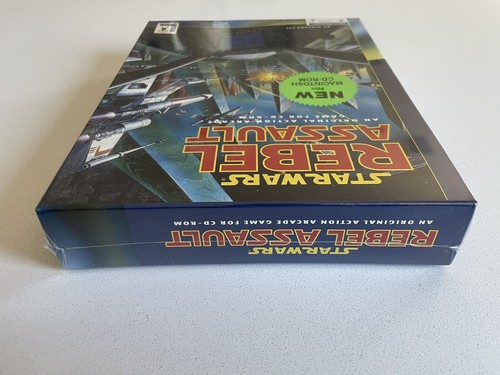 STAR WARS
REBEL
ASSAULT
AN ORIGINAL ACTION ARCADE
GAME FOR CD-ROM
NEW
MACINTOSH
CD-ROM
STAR WARS
REBEL ASSAULT
AN ORIGINAL ACTION ARCADE GAME FOR CD-ROM